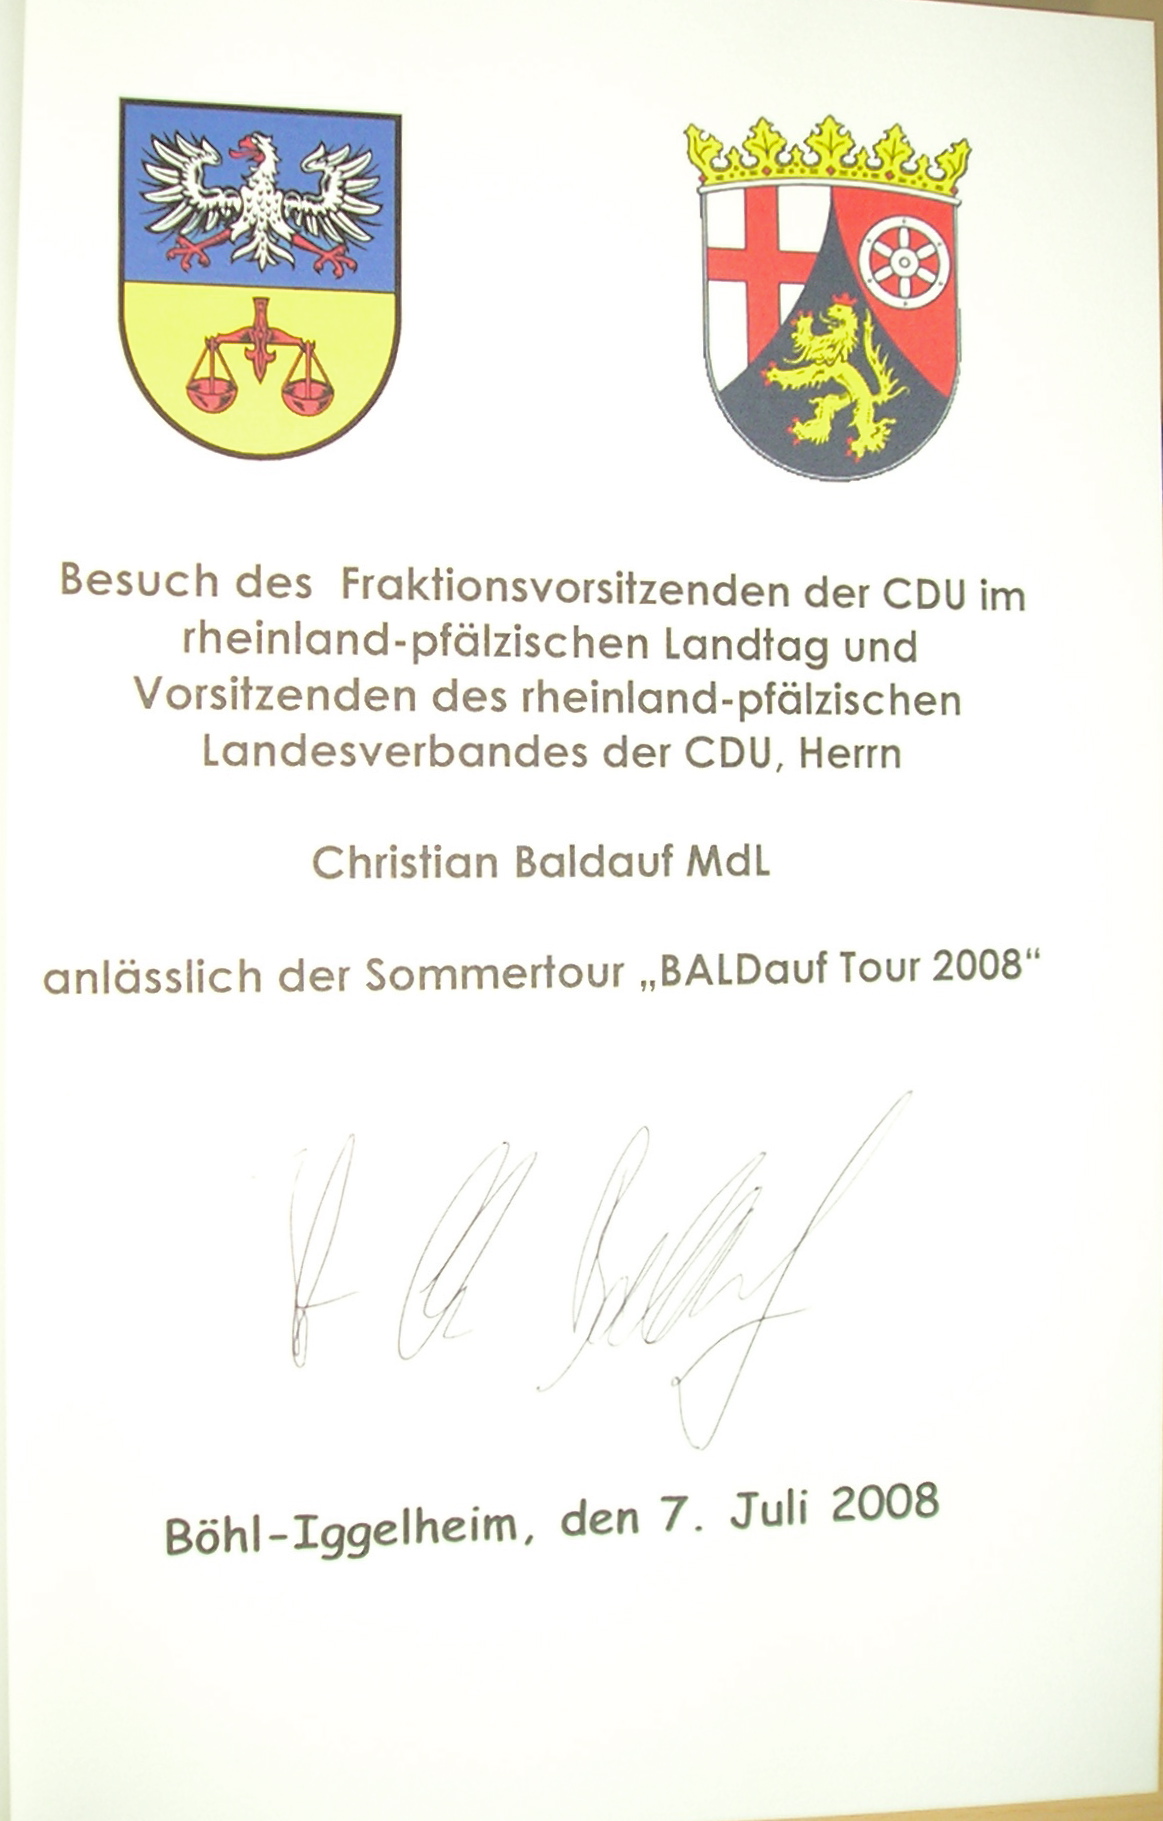 Besuch des Fraktionsvorsitzenden der CDU im
rheinland-pfälzischen Landtag und
Vorsitzenden des rheinland-pfälzischen
Landesverbandes der CDU, Herrn
Christian Baldauf MdL
anlässlich der Sommertour „BALDauf Tour 2008“
Böhl-Iggelheim, den 7. Juli 2008